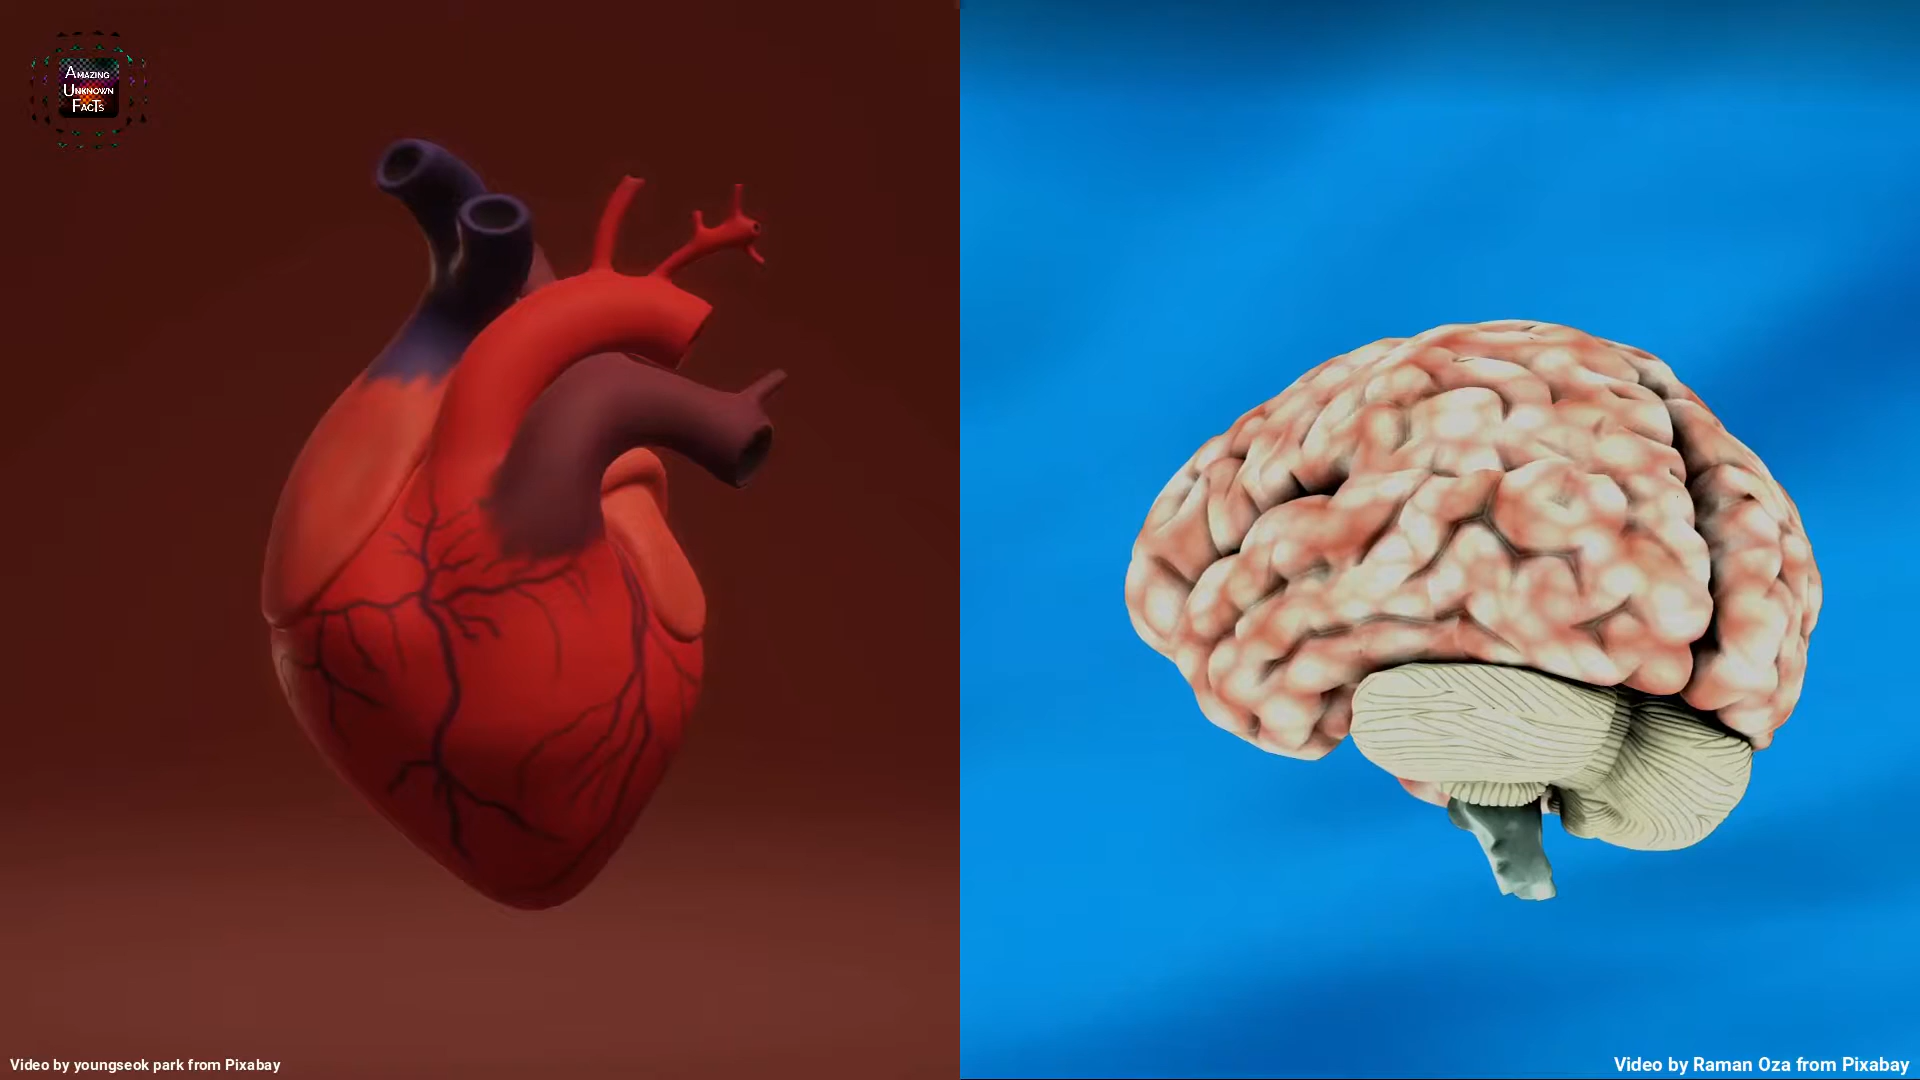 Amazing
Unknown
FacTs
Video by youngseok park from Pixabay
Video by Raman Oza from Pixabay